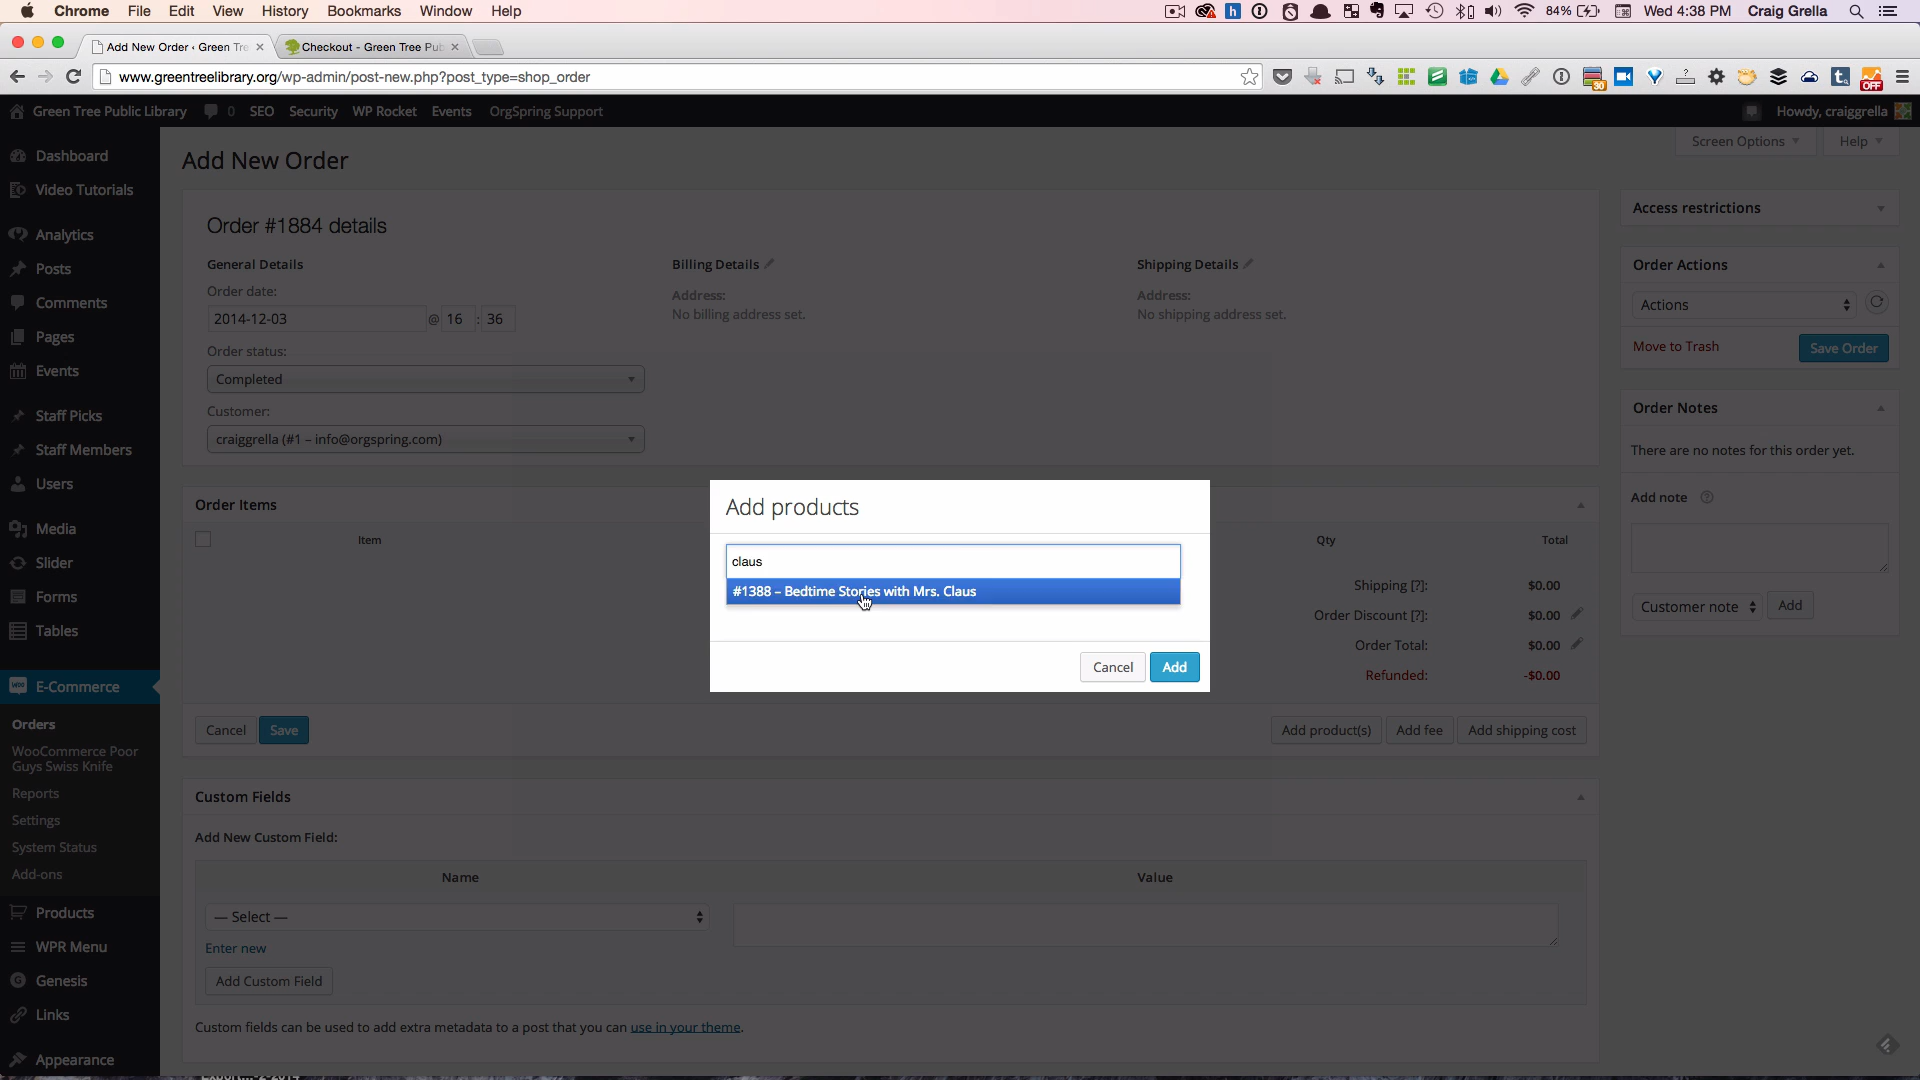 Chrome File Edit View History Bookmarks Window Help
84% Wed 4:38 PM Craig Grella
Add New Order ‹ Green Tre
Checkout - Green Tree Pub
www.greentreelibrary.org/wp-admin/post-new.php?post_type=shop_order
30
OFF
Green Tree Public Library 0 SEO Security WP Rocket Events OrgSpring Support
Howdy, craiggrella
Screen Options
Help
Dashboard
Video Tutorials
Analytics
Posts
Comments
Pages
Events
Staff Picks
Staff Members
Users
Media
Slider
Forms
Tables
E-Commerce
Orders
WooCommerce Poor
Guys Swiss Knife
Reports
Settings
System Status
Add-ons
Products
WPR Menu
Genesis
Links
Appearance
Add New Order
Order #1884 details
General Details
Order date:
2014-12-03 @ 16 : 36
Order status:
Completed
Customer:
craiggrella (#1 – info@orgspring.com)
Billing Details
Address:
No billing address set.
Shipping Details
Address:
No shipping address set.
Order Items
Item
Qty
Total
Shipping [?]: $0.00
Order Discount [?]: $0.00
Order Total: $0.00
Refunded: -$0.00
Cancel
Save
Add product(s)
Add fee
Add shipping cost
Add products
claus
#1388 – Bedtime Stories with Mrs. Claus
Cancel
Add
Custom Fields
Add New Custom Field:
Name
Value
— Select —
Enter new
Add Custom Field
Custom fields can be used to add extra metadata to a post that you can use in your theme.
Access restrictions
Order Actions
Actions
Move to Trash
Save Order
Order Notes
There are no notes for this order yet.
Add note
Customer note
Add